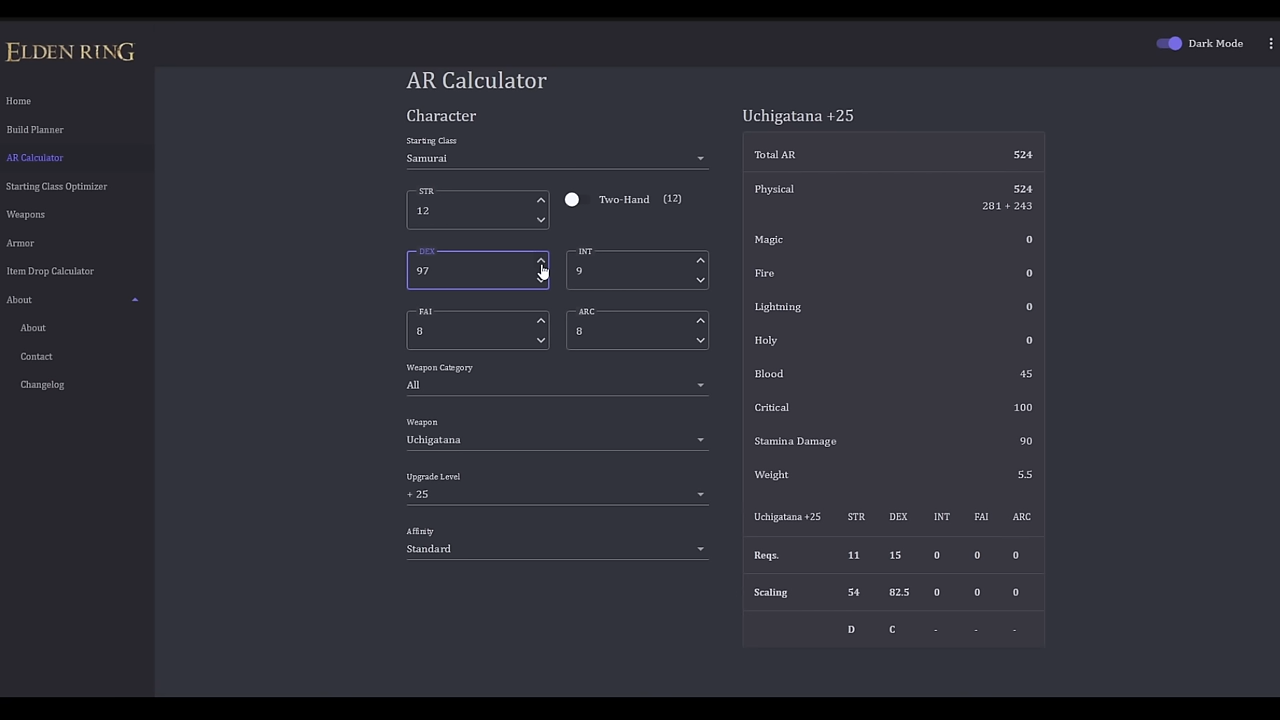 ELDEN RING
Dark Mode
Home
Build Planner
AR Calculator
Starting Class Optimizer
Weapons
Armor
Item Drop Calculator
About
About
Contact
Changelog
AR Calculator
Character
Starting Class
Samurai
STR
12
Two-Hand (12)
DEX
97
INT
9
FAI
8
ARC
8
Weapon Category
All
Weapon
Uchigatana
Upgrade Level
+ 25
Affinity
Standard
Uchigatana +25
Total AR 524
Physical 524
281 + 243
Magic 0
Fire 0
Lightning 0
Holy 0
Blood 45
Critical 100
Stamina Damage 90
Weight 5.5
Uchigatana +25 STR DEX INT FAI ARC
Reqs. 11 15 0 0 0
Scaling 54 82.5 0 0 0
D C - - -